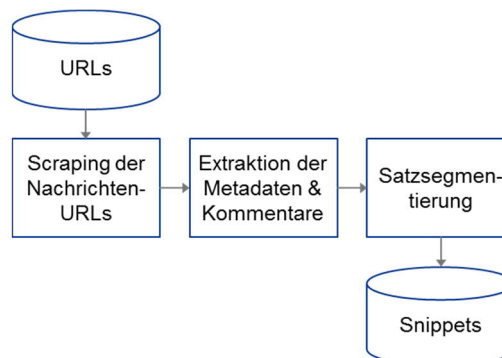 URLs
Scraping der
Nachrichten-
URLs
Extraktion der
Metadaten &
Kommentare
Satzsegmen-
tierung
Snippets